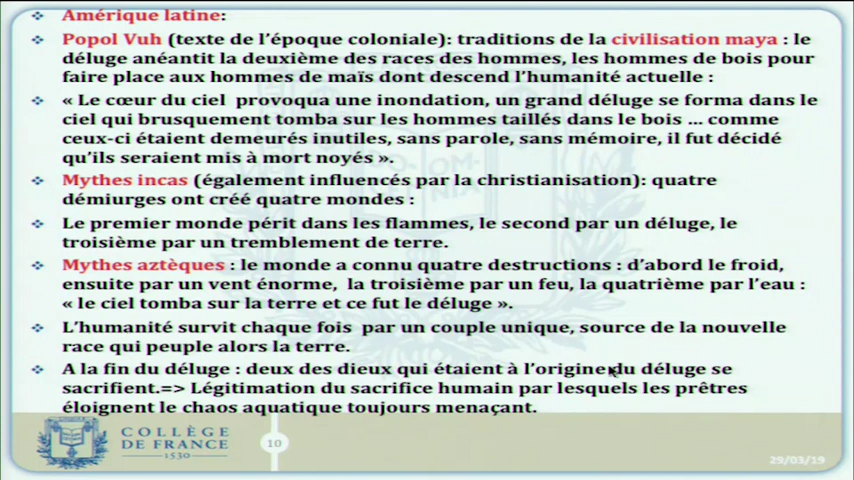 Amérique latine:
Popol Vuh (texte de l'époque coloniale): traditions de la civilisation maya : le
déluge anéantit la deuxième des races des hommes, les hommes de bois pour
faire place aux hommes de maïs dont descend l'humanité actuelle :
« Le cœur du ciel provoqua une inondation, un grand déluge se forma dans le
ciel qui brusquement tomba sur les hommes taillés dans le bois ... comme
ceux-ci étaient demeurés inutiles, sans parole, sans mémoire, il fut décidé
qu'ils seraient mis à mort noyés ».
Mythes incas (également influencés par la christianisation): quatre
démiurges ont créé quatre mondes :
Le premier monde périt dans les flammes, le second par un déluge, le
troisième par un tremblement de terre.
Mythes aztèques : le monde a connu quatre destructions : d'abord le froid,
ensuite par un vent énorme, la troisième par un feu, la quatrième par l'eau :
« le ciel tomba sur la terre et ce fut le déluge ».
L'humanité survit chaque fois par un couple unique, source de la nouvelle
race qui peuple alors la terre.
A la fin du déluge : deux des dieux qui étaient à l'origine du déluge se
sacrifient.=> Légitimation du sacrifice humain par lesquels les prêtres
éloignent le chaos aquatique toujours menaçant.
COLLÈGE
DE FRANCE
1530
10
29/03/19